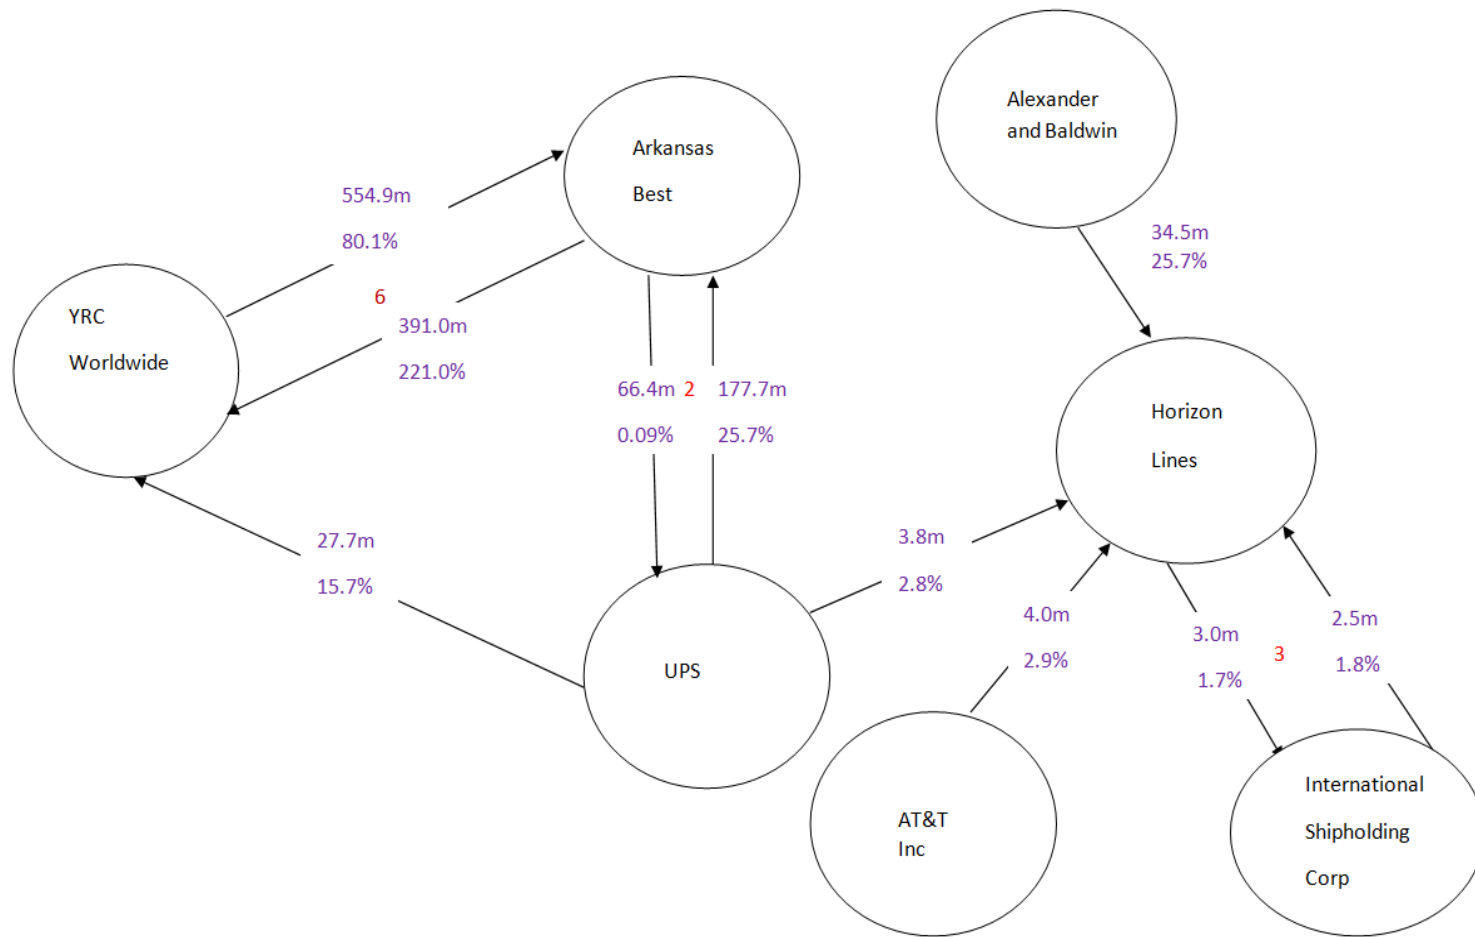 Alexander
and Baldwin
Arkansas
Best
554.9m
80.1%
34.5m
25.7%
6
391.0m
221.0%
YRC
Worldwide
66.4m 2 177.7m
0.09% 25.7%
Horizon
Lines
27.7m
15.7%
3.8m
2.8%
4.0m
2.9%
3.0m
1.7%
3
2.5m
1.8%
UPS
AT&T
Inc
International
Shipholding
Corp